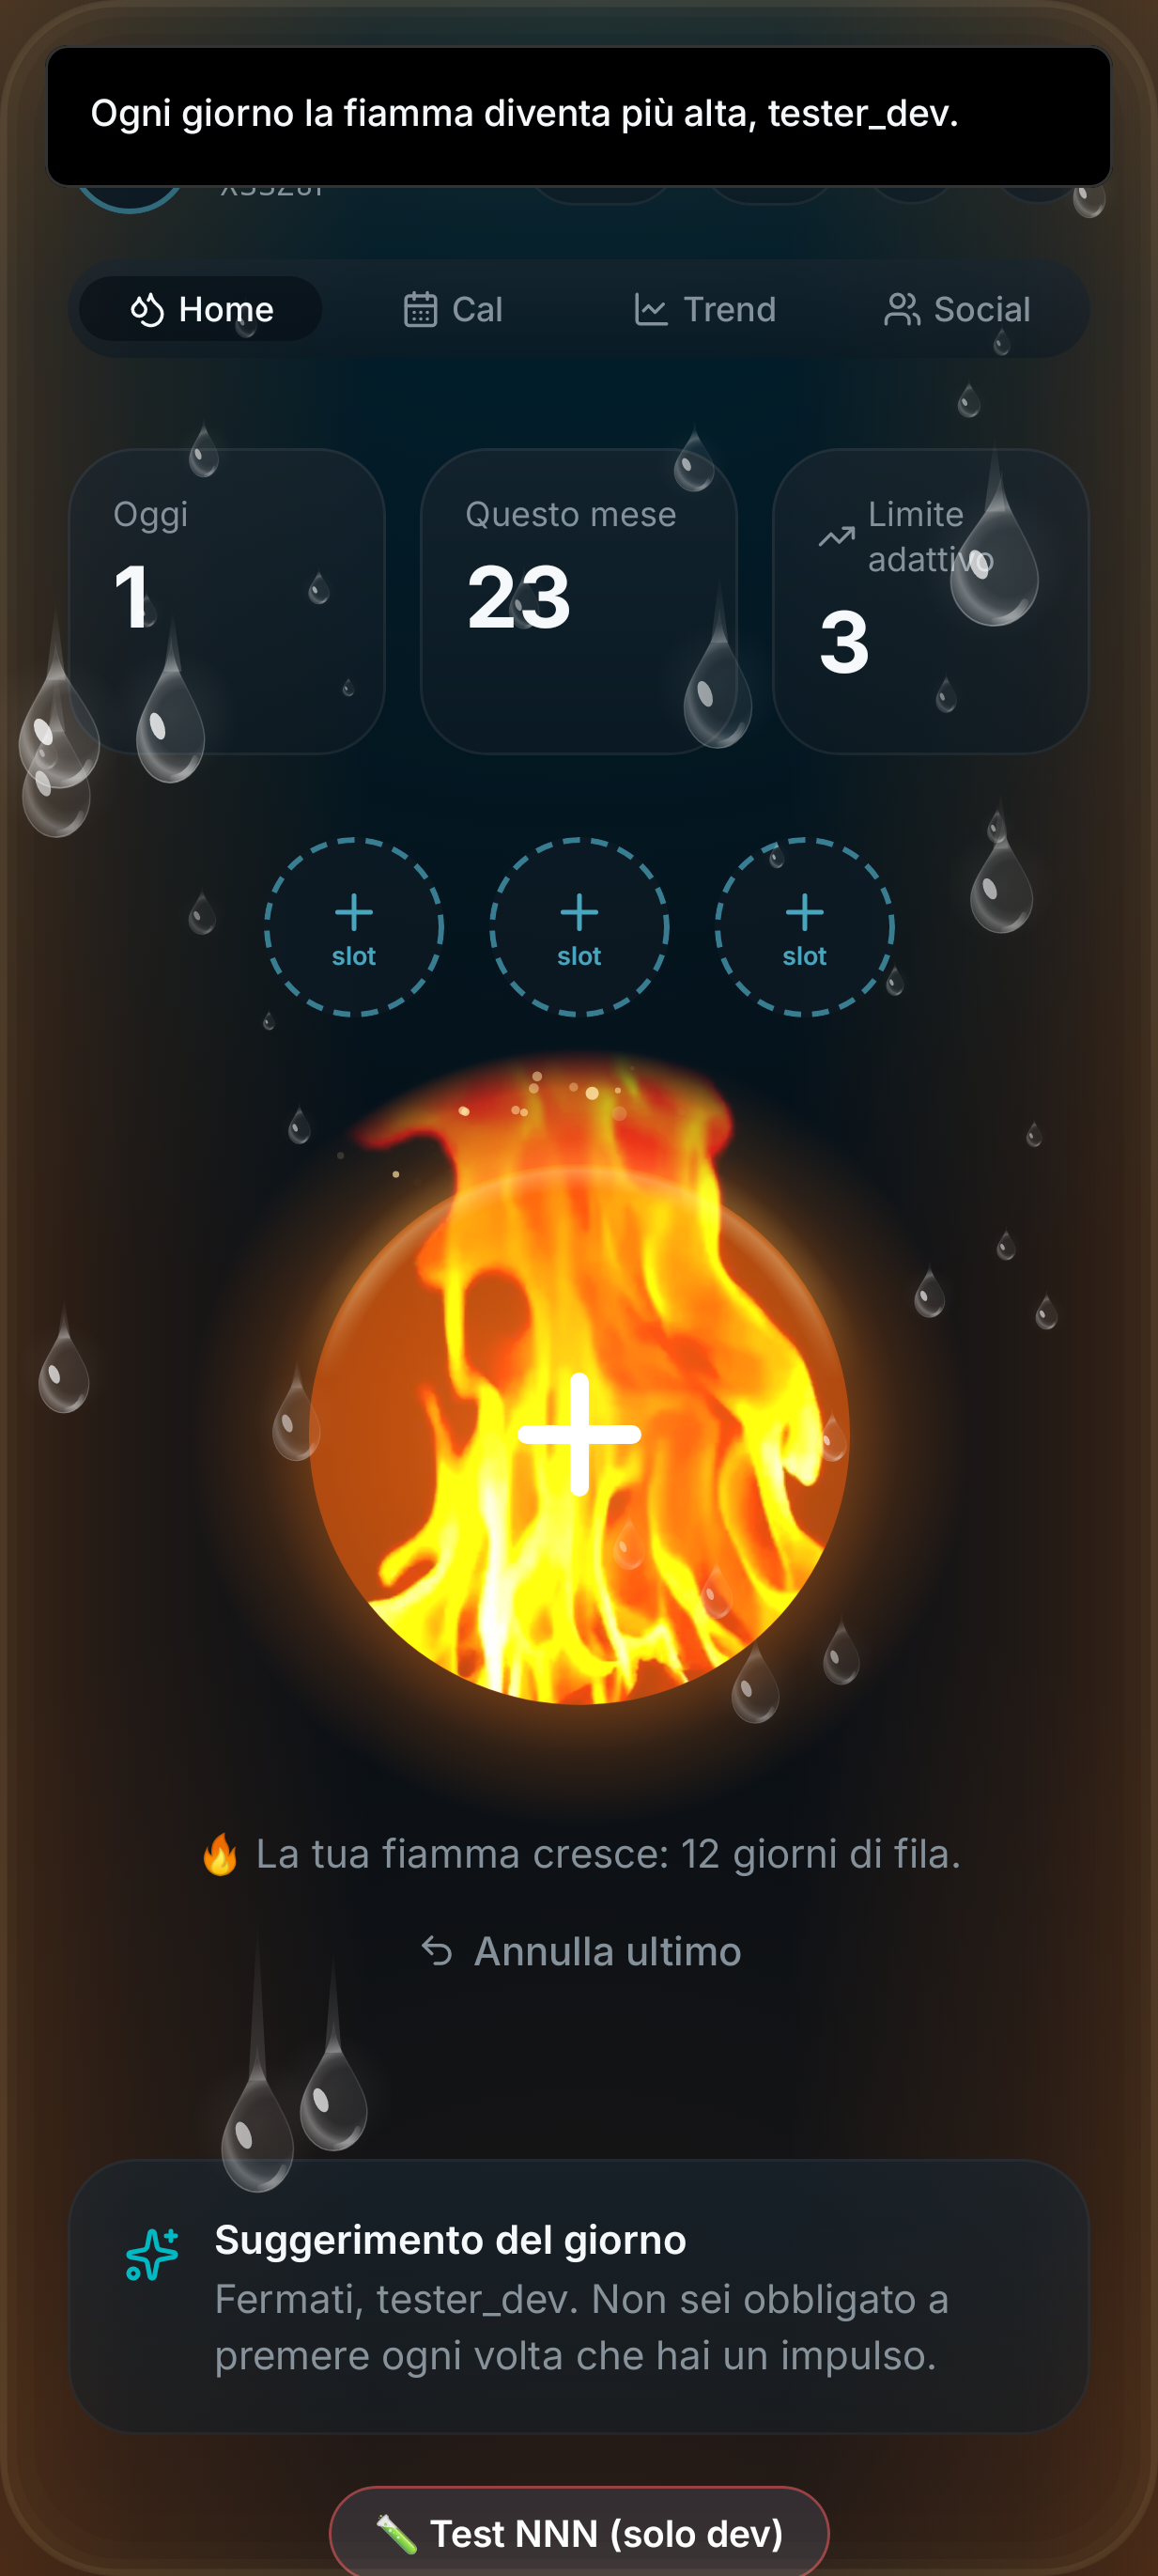 Ogni giorno la fiamma diventa più alta, tester_dev.
Home
Cal
Trend
Social
Oggi
1
Questo mese
23
Limite
adattivo
3
slot
slot
slot
🔥 La tua fiamma cresce: 12 giorni di fila.
Annulla ultimo
Suggerimento del giorno
Fermati, tester_dev. Non sei obbligato a
premere ogni volta che hai un impulso.
🧪 Test NNN (solo dev)